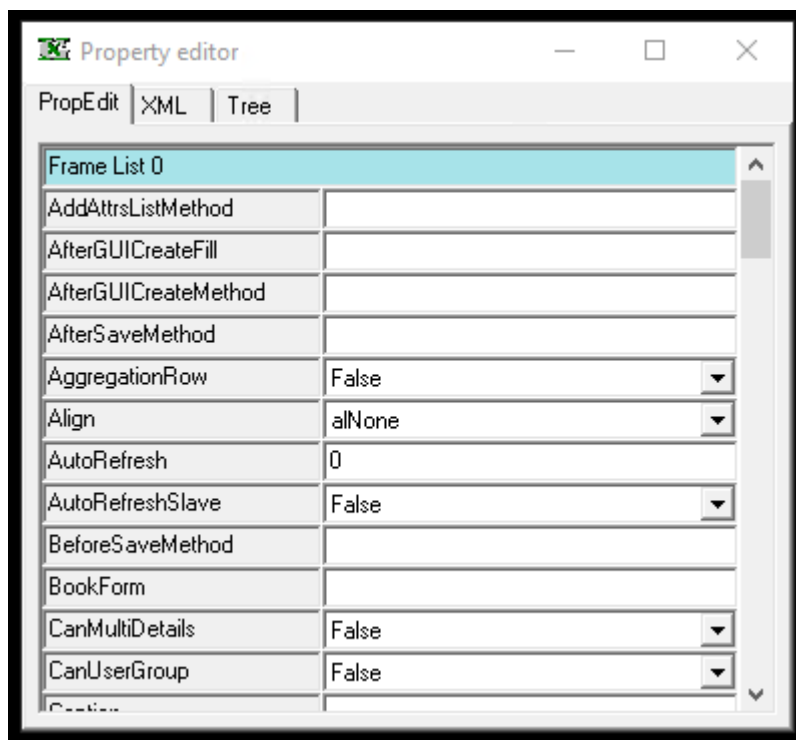 Property editor
PropEdit XML Tree
Frame List 0
AddAttrsListMethod
AfterGUICreateFill
AfterGUICreateMethod
AfterSaveMethod
AggregationRow False
Align alNone
AutoRefresh 0
AutoRefreshSlave False
BeforeSaveMethod
BookForm
CanMultiDetails False
CanUserGroup False